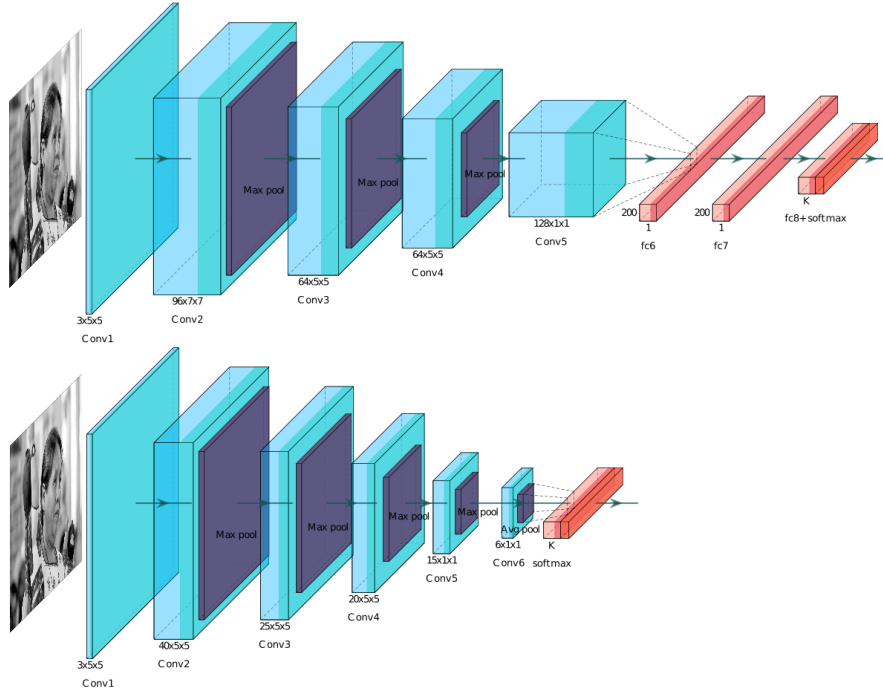 Max pool
Max pool
Max pool
3x5x5
Conv1
96x7x7
Conv2
64x5x5
Conv3
64x5x5
Conv4
128x1x1
Conv5
200
1
fc6
200
1
fc7
K
fc8+softmax
Max pool
Max pool
Max pool
Max pool
Avg pool
3x5x5
Conv1
40x5x5
Conv2
25x5x5
Conv3
20x5x5
Conv4
15x1x1
Conv5
6x1x1
Conv6
K
softmax